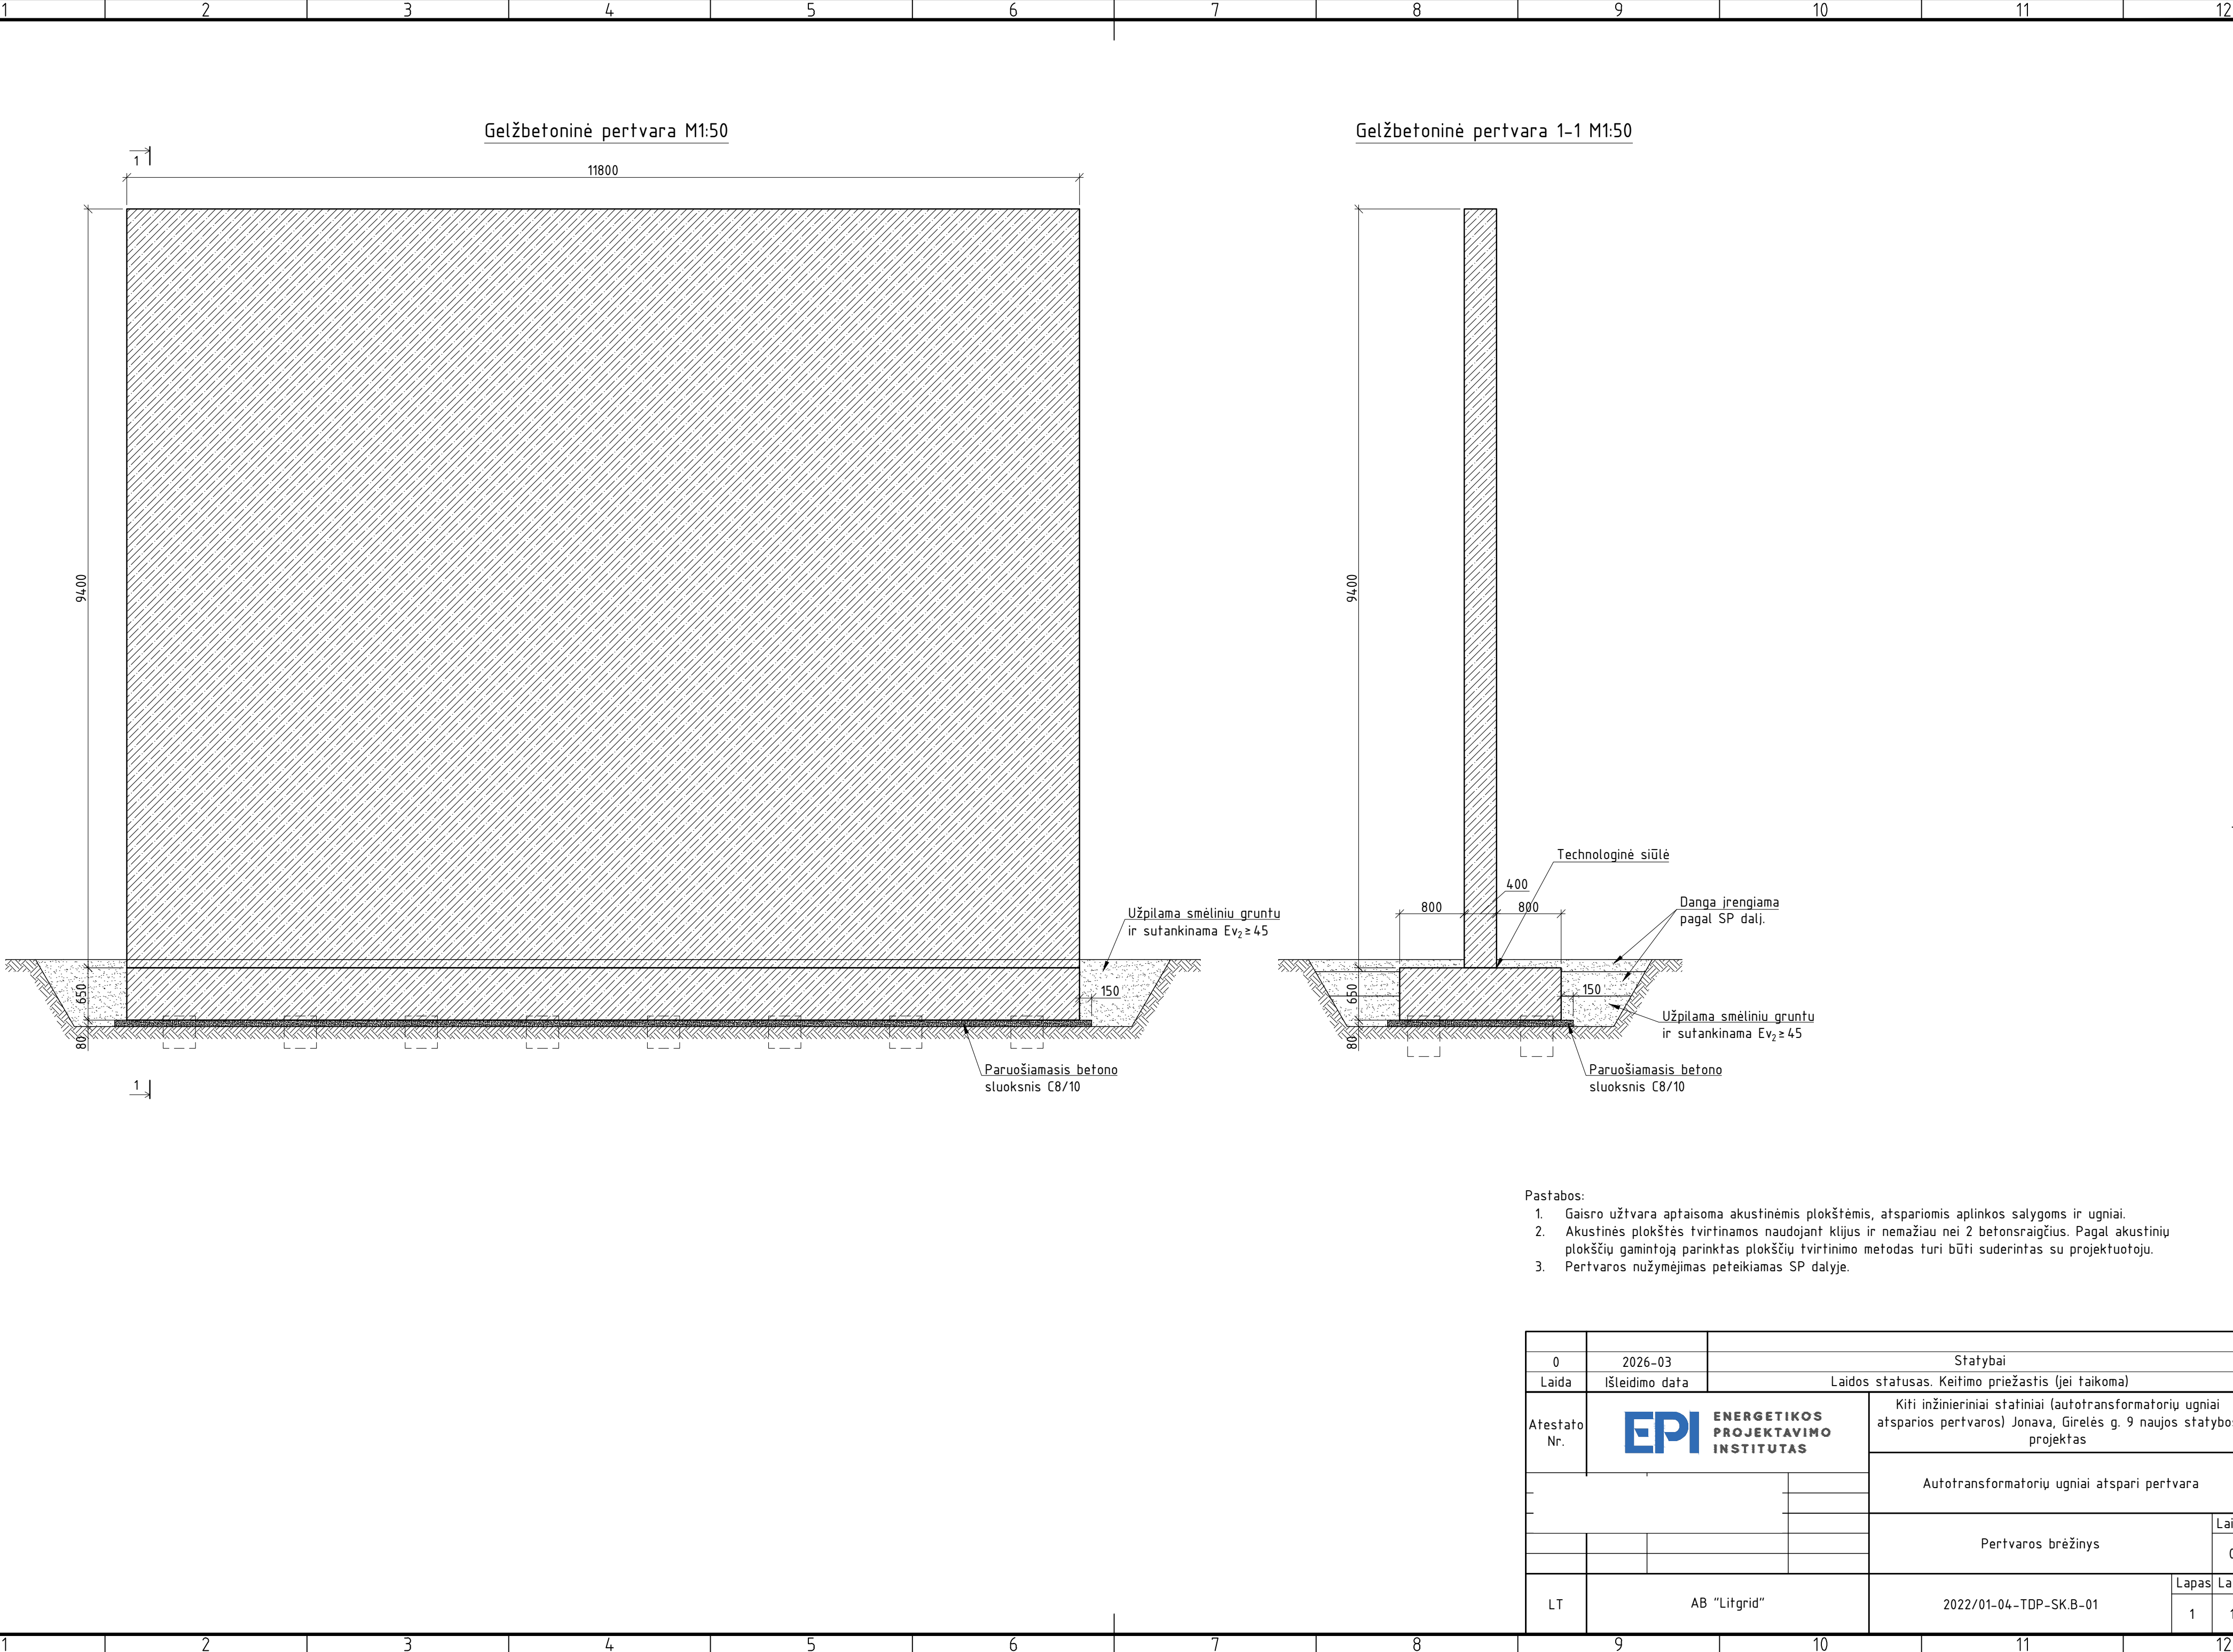 1 2 3 4 5 6 7 8 9 10 11 12
Gelžbetoninė pertvara M1:50
1
11800
9400
650
80
150
Užpilama smėliniu gruntu
ir sutankinama Ev₂≥45
Paruošiamasis betono
sluoksnis C8/10
1
Gelžbetoninė pertvara 1-1 M1:50
9400
Technologinė siūlė
400
800
800
Danga įrengiama
pagal SP dalį.
650
150
80
Užpilama smėliniu gruntu
ir sutankinama Ev₂≥45
Paruošiamasis betono
sluoksnis C8/10
Pastabos:
1. Gaisro užtvara aptaisoma akustinėmis plokštėmis, atspariomis aplinkos salygoms ir ugniai.
2. Akustinės plokštės tvirtinamos naudojant klijus ir nemažiau nei 2 betonsraigčius. Pagal akustinių
plokščių gamintoją parinktas plokščių tvirtinimo metodas turi būti suderintas su projektuotoju.
3. Pertvaros nužymėjimas peteikiamas SP dalyje.
0 2026-03 Statybai
Laida Išleidimo data Laidos statusas. Keitimo priežastis (jei taikoma)
Atestato
Nr.
EPI
ENERGETIKOS
PROJEKTAVIMO
INSTITUTAS
Kiti inžinieriniai statiniai (autotransformatorių ugniai
atsparios pertvaros) Jonava, Girelės g. 9 naujos statybos
projektas
Autotransformatorių ugniai atspari pertvara
Pertvaros brėžinys
Lai
LT
AB "Litgrid"
2022/01-04-TDP-SK.B-01
Lapas La
1 1
1 2 3 4 5 6 7 8 9 10 11 12